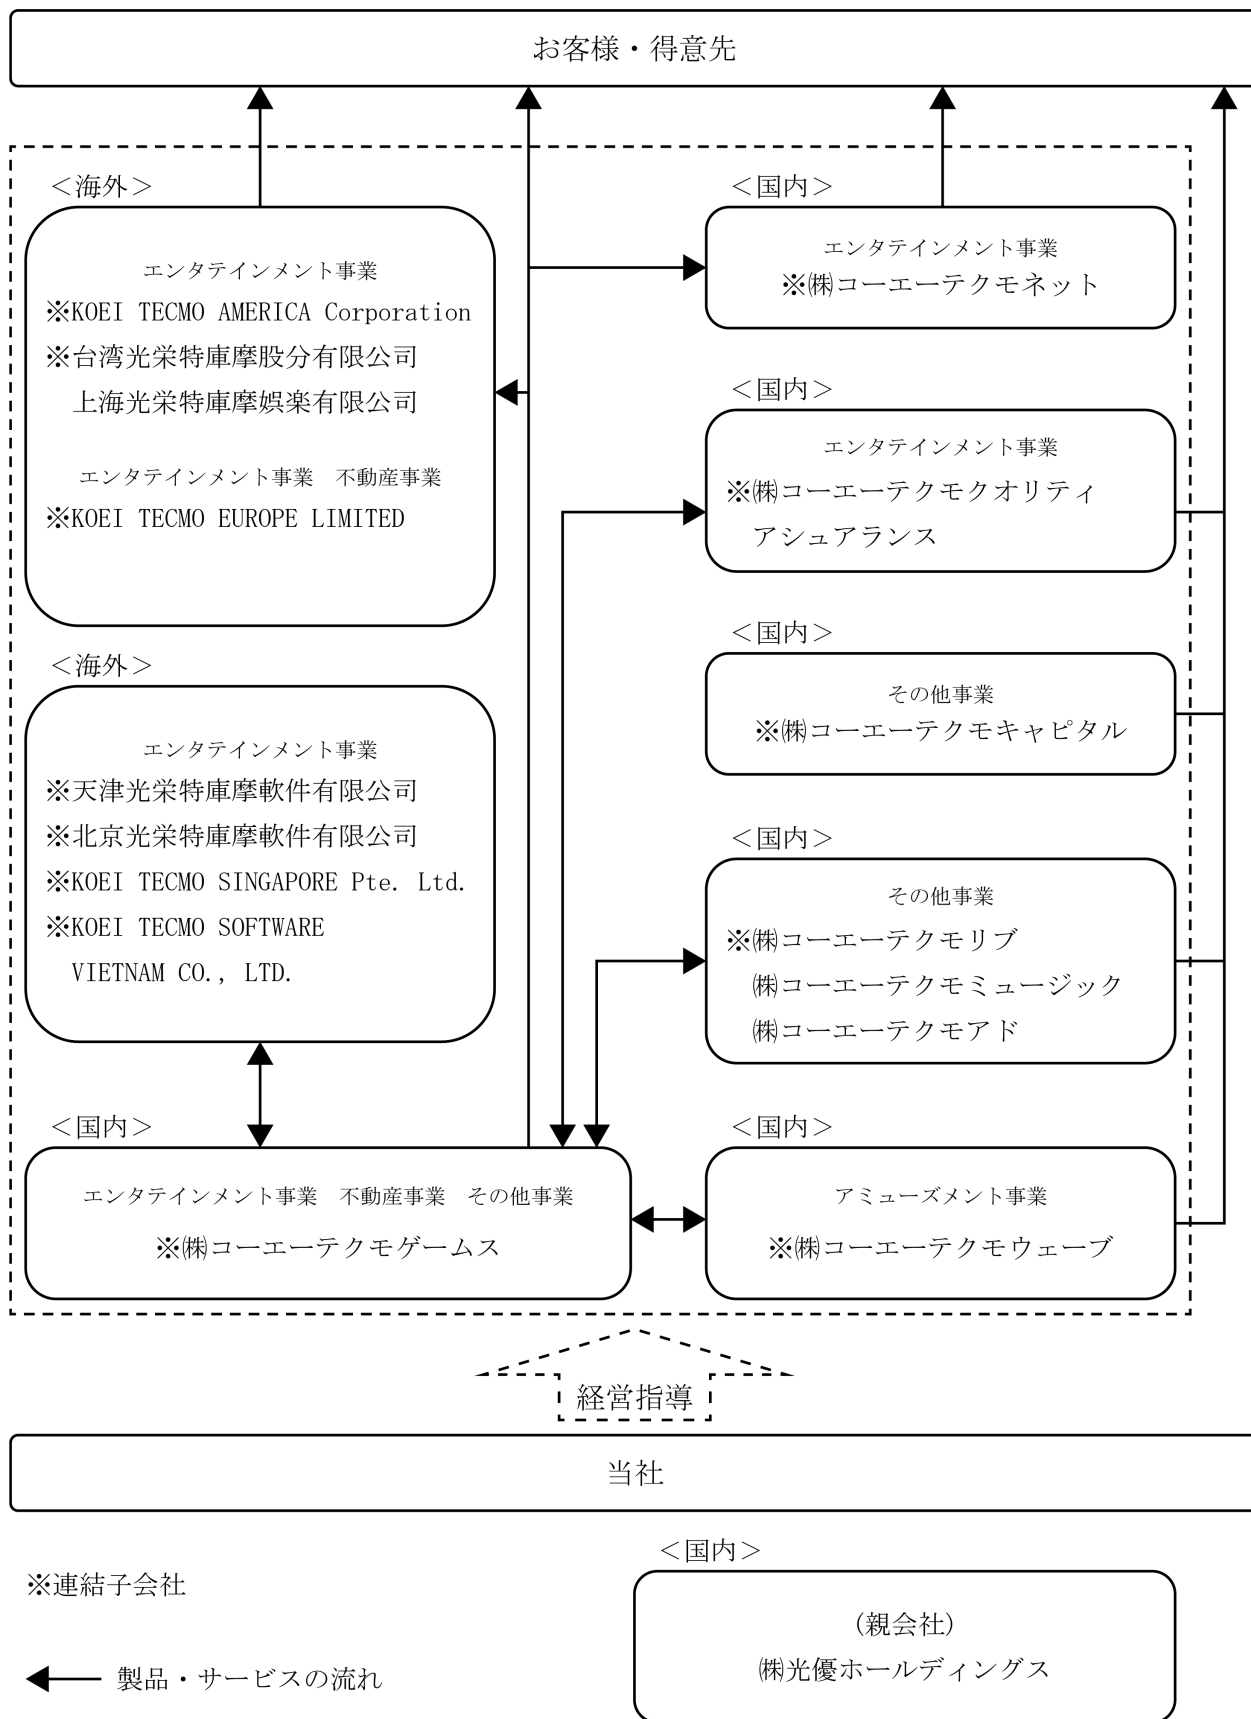 お客様・得意先
＜海外＞
エンタテインメント事業
※KOEI TECMO AMERICA Corporation
※台湾光栄特庫摩股分有限公司
上海光栄特庫摩娯楽有限公司
エンタテインメント事業　不動産事業
※KOEI TECMO EUROPE LIMITED
＜海外＞
エンタテインメント事業
※天津光栄特庫摩軟件有限公司
※北京光栄特庫摩軟件有限公司
※KOEI TECMO SINGAPORE Pte. Ltd.
※KOEI TECMO SOFTWARE
VIETNAM CO., LTD.
＜国内＞
エンタテインメント事業　不動産事業　その他事業
※㈱コーエーテクモゲームス
＜国内＞
エンタテインメント事業
※㈱コーエーテクモネット
＜国内＞
エンタテインメント事業
※㈱コーエーテクモクオリティ
アシュアランス
＜国内＞
その他事業
※㈱コーエーテクモキャピタル
＜国内＞
その他事業
※㈱コーエーテクモリブ
㈱コーエーテクモミュージック
㈱コーエーテクモアド
＜国内＞
アミューズメント事業
※㈱コーエーテクモウェーブ
経営指導
当社
※連結子会社
製品・サービスの流れ
＜国内＞
(親会社)
㈱光優ホールディングス